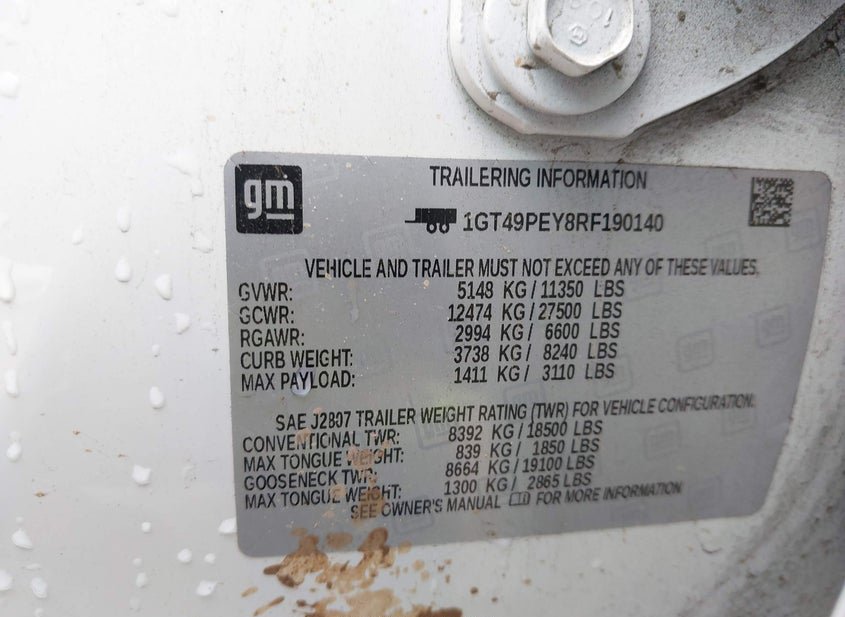 gm
TRAILERING INFORMATION
1GT49PEY8RF190140
VEHICLE AND TRAILER MUST NOT EXCEED ANY OF THESE VALUES.
GVWR: 5148 KG / 11350 LBS
GCWR: 12474 KG / 27500 LBS
RGAWR: 2994 KG / 6600 LBS
CURB WEIGHT: 3738 KG / 8240 LBS
MAX PAYLOAD: 1411 KG / 3110 LBS
SAE J2807 TRAILER WEIGHT RATING (TWR) FOR VEHICLE CONFIGURATION:
CONVENTIONAL TWR: 8392 KG / 18500 LBS
MAX TONGUE WEIGHT: 839 KG / 1850 LBS
GOOSENECK TWR: 8664 KG / 19100 LBS
MAX TONGUE WEIGHT: 1300 KG / 2865 LBS
SEE OWNER'S MANUAL FOR MORE INFORMATION